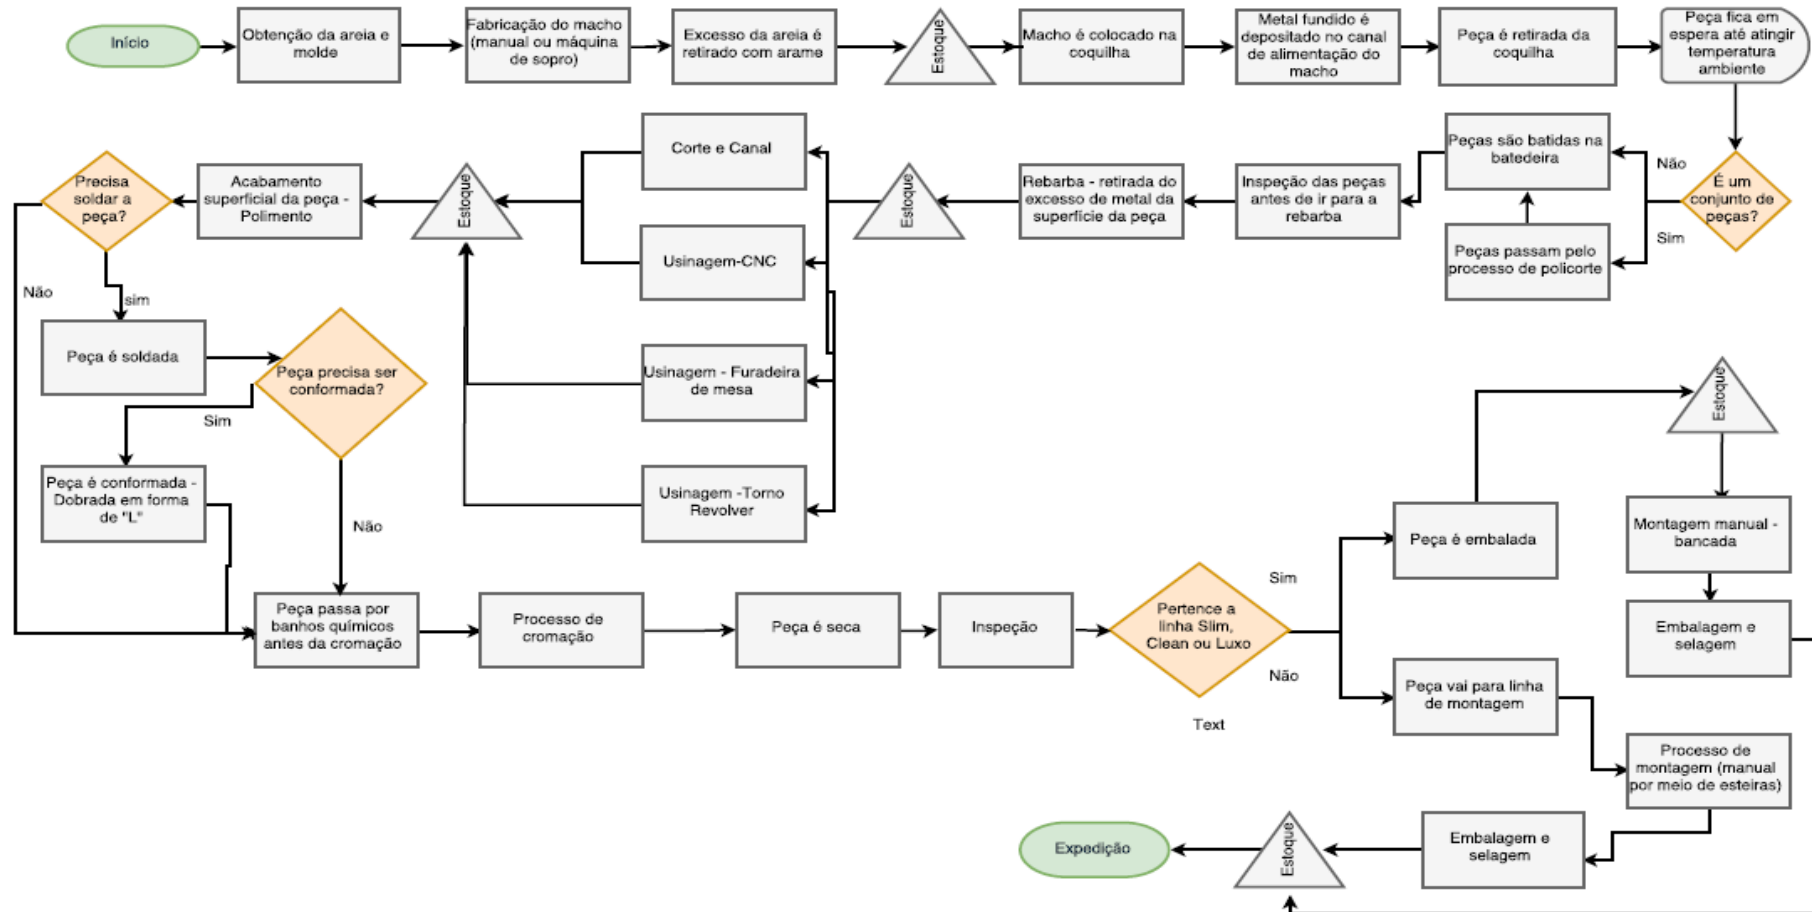 Início
Obtenção da areia e
molde
Fabricação do macho
(manual ou máquina
de sopro)
Excesso da areia é
retirado com arame
Estoque
Macho é colocado na
coquilha
Metal fundido é
depositado no canal
de alimentação do
macho
Peça é retirada da
coquilha
Peça fica em
espera até atingir
temperatura
ambiente
É um
conjunto de
peças?
Não
Sim
Peças são batidas na
batedeira
Peças passam pelo
processo de policorte
Inspeção das peças
antes de ir para a
rebarba
Rebarba - retirada do
excesso de metal da
superfície da peça
Estoque
Corte e Canal
Usinagem-CNC
Usinagem - Furadeira
de mesa
Usinagem -Torno
Revolver
Estoque
Acabamento
superficial da peça -
Polimento
Precisa
soldar a
peça?
Não
sim
Peça é soldada
Peça precisa ser
conformada?
Sim
Não
Peça é conformada -
Dobrada em forma
de "L"
Peça passa por
banhos químicos
antes da cromação
Processo de
cromação
Peça é seca
Inspeção
Pertence a
linha Slim,
Clean ou Luxo
Sim
Não
Text
Peça é embalada
Estoque
Montagem manual -
bancada
Embalagem e
selagem
Peça vai para linha
de montagem
Processo de
montagem (manual
por meio de esteiras)
Embalagem e
selagem
Estoque
Expedição